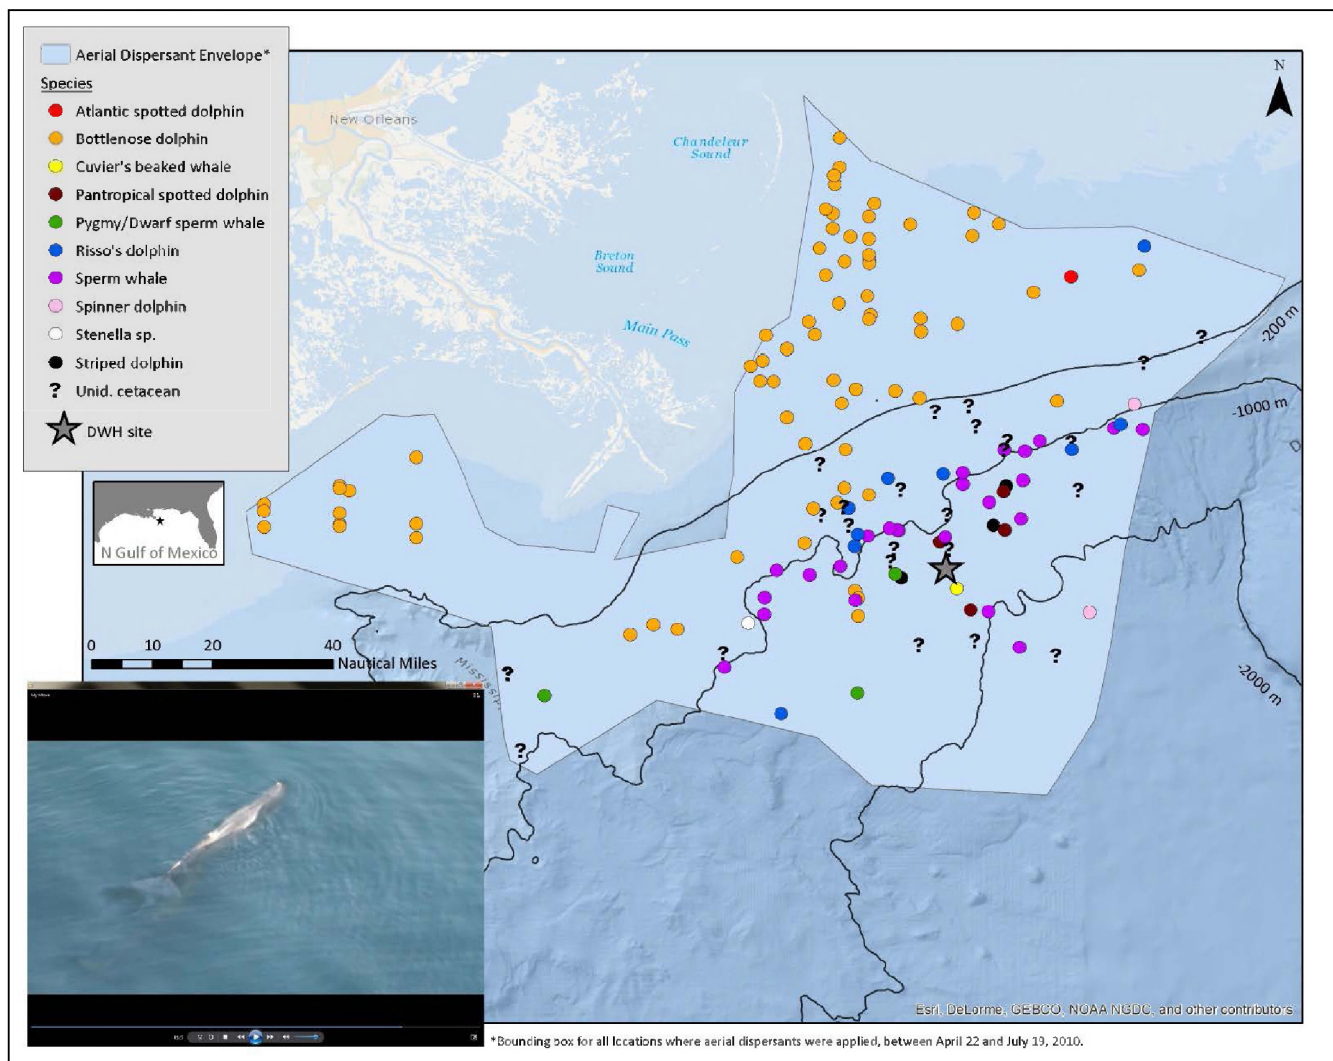 Aerial Dispersant Envelope*
Species
Atlantic spotted dolphin
Bottlenose dolphin
Cuvier's beaked whale
Pantropical spotted dolphin
Pygmy/Dwarf sperm whale
Risso's dolphin
Sperm whale
Spinner dolphin
Stenella sp.
Striped dolphin
? Unid. cetacean
DWH site
N
New Orleans
Chandeleur
Sound
Breton
Sound
Main Pass
-200 m
-1000 m
-2000 m
N Gulf of Mexico
0 10 20 40
Nautical Miles
Esri, DeLorme, GEBCO, NOAA NGDC, and other contributors
*Bounding box for all locations where aerial dispersants were applied, between April 22 and July 19, 2010.